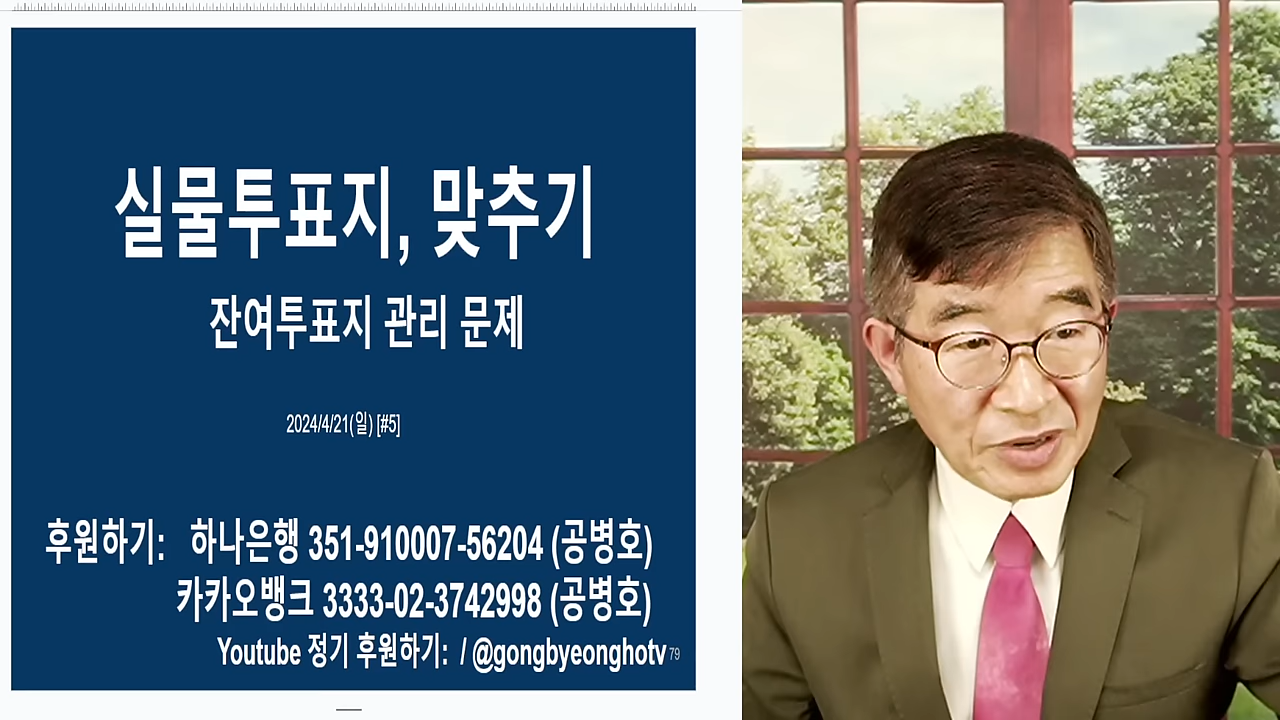 실물투표지, 맞추기
잔여투표지 관리 문제
2024/4/21(일) [#5]
후원하기: 하나은행 351-910007-56204 (공병호)
카카오뱅크 3333-02-3742998 (공병호)
Youtube 정기 후원하기: / @gongbyeonghotv
79